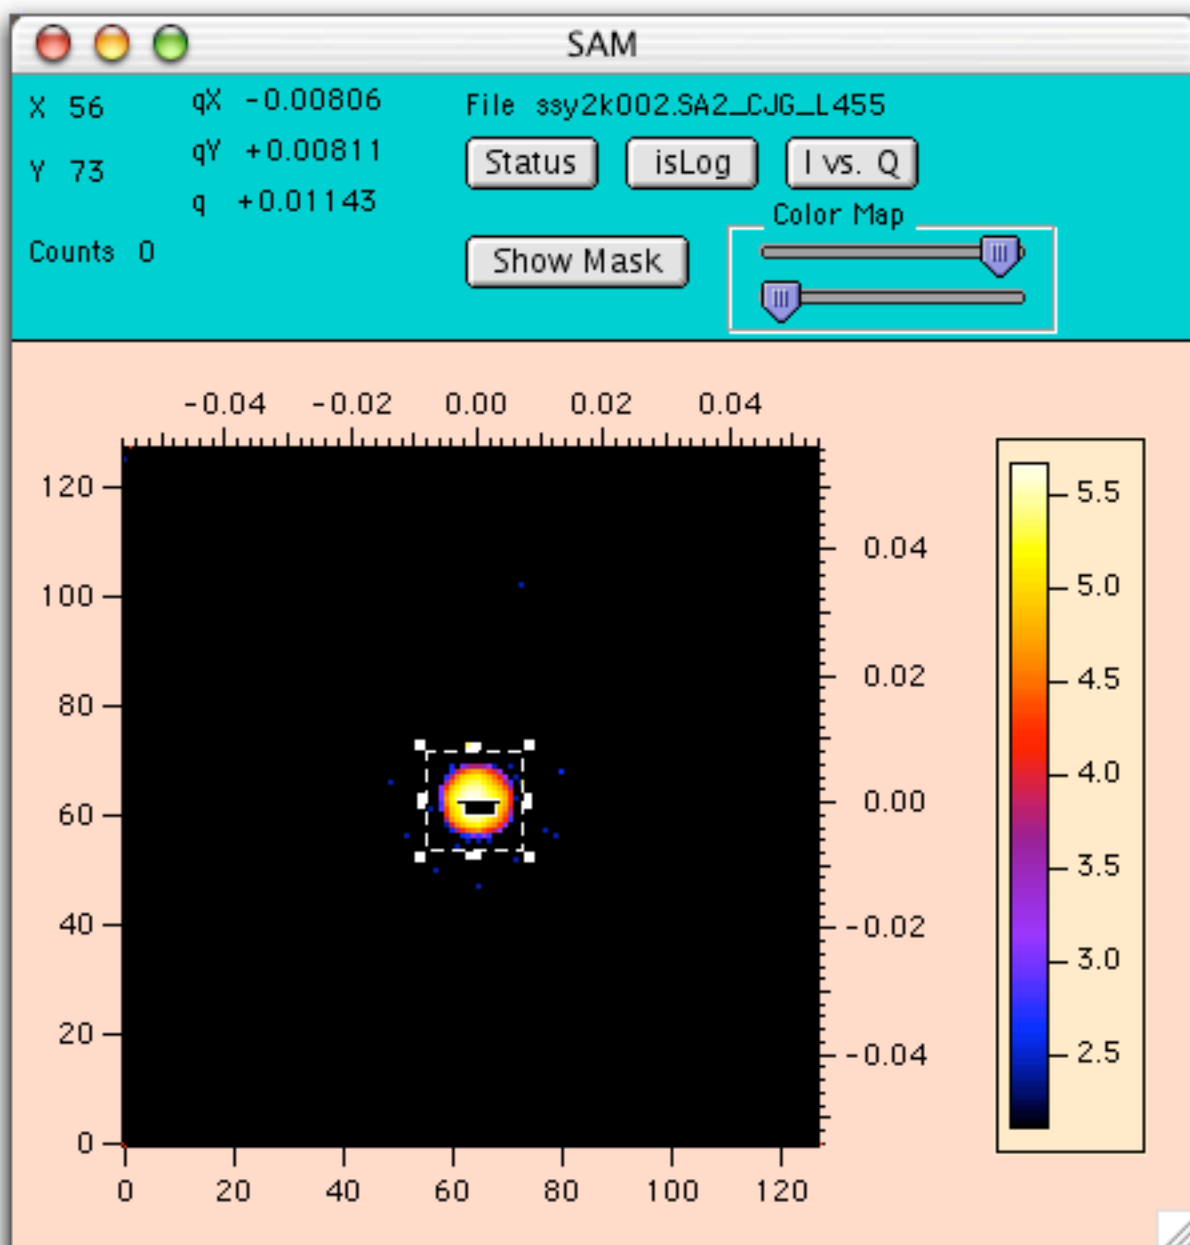 SAM
X 56 qX -0.00806 File ssy2k002.SA2_CJG_L455
Y 73 qY +0.00811 Status isLog I vs. Q
q +0.01143 Color Map
Counts 0 Show Mask
-0.04 -0.02 0.00 0.02 0.04
120 5.5
0.04
100 5.0
80 0.02 4.5
60 0.00 4.0
3.5
40 -0.02 3.0
20 -0.04 2.5
0
0 20 40 60 80 100 120